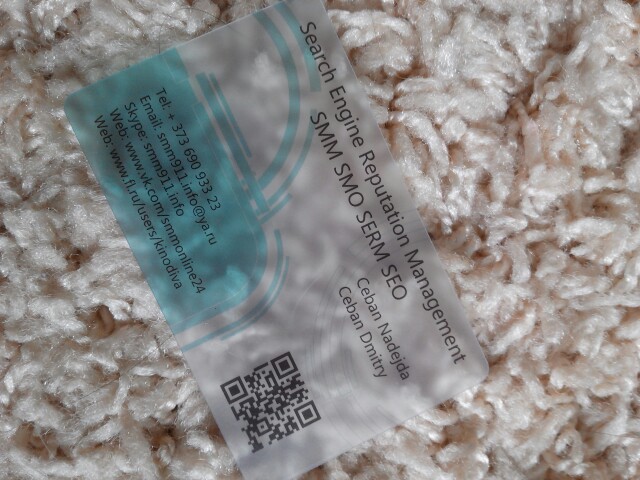 Search Engine Reputation Management
SMM SMO SERM SEO
Ceban Nadejda
Ceban Dmitry
Tel: + 373 690 933 23
Email: smm911.info@ya.ru
Skype: smm911.info
Web: www.vk.com/smmonline24
Web: www.fl.ru/users/kinodiva